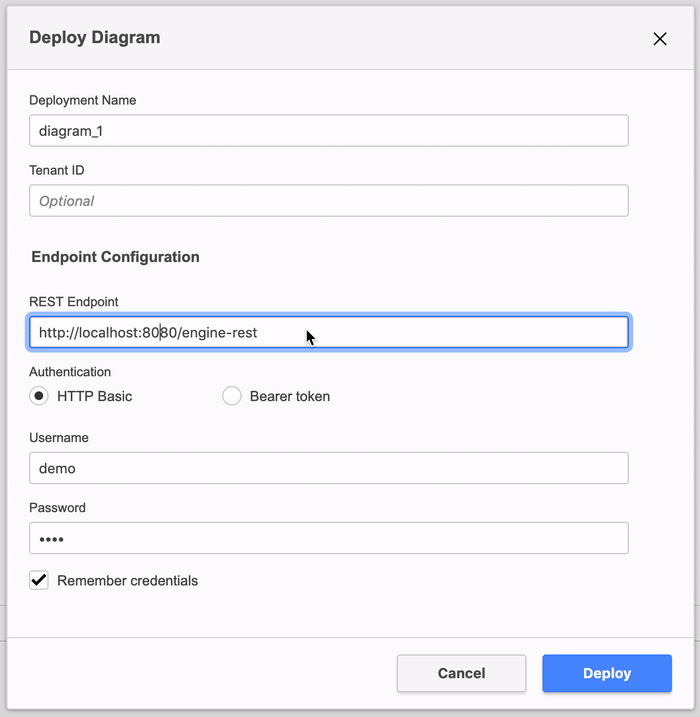 Deploy Diagram
Deployment Name
diagram_1
Tenant ID
Optional
Endpoint Configuration
REST Endpoint
http://localhost:8080/engine-rest
Authentication
HTTP Basic Bearer token
Username
demo
Password
••••
Remember credentials
Cancel Deploy